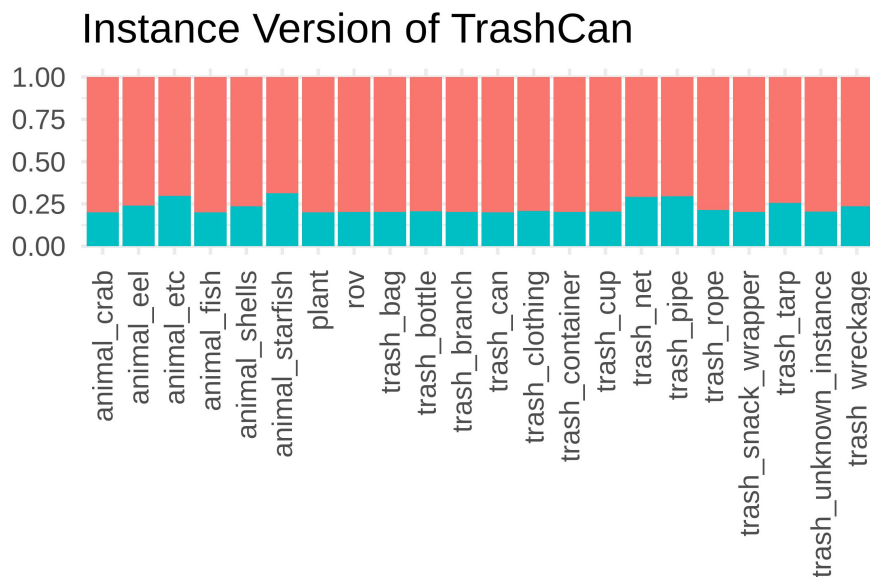 Instance Version of TrashCan
1.00
0.75
0.50
0.25
0.00
animal_crab
animal_eel
animal_etc
animal_fish
animal_shells
animal_starfish
plant
rov
trash_bag
trash_bottle
trash_branch
trash_can
trash_clothing
trash_container
trash_cup
trash_net
trash_pipe
trash_rope
trash_snack_wrapper
trash_tarp
trash_unknown_instance
trash_wreckage